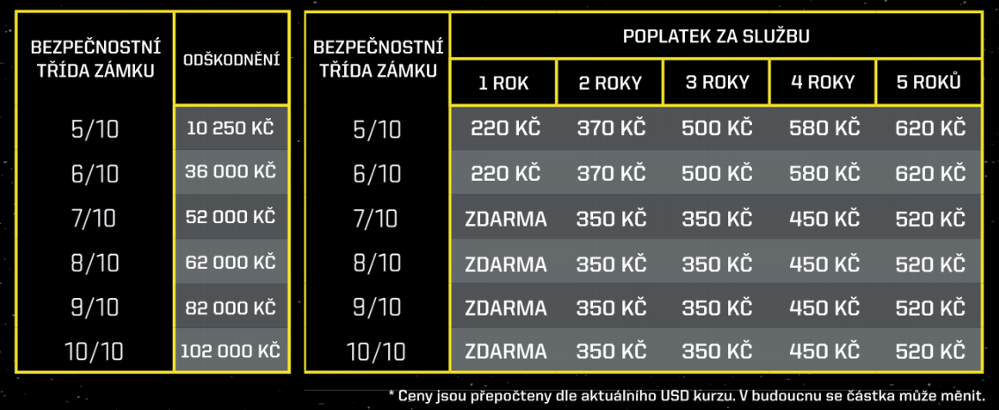 BEZPEČNOSTNÍ
TŘÍDA ZÁMKU
ODŠKODNĚNÍ
5/10 10 250 KČ
6/10 36 000 KČ
7/10 52 000 KČ
8/10 62 000 KČ
9/10 82 000 KČ
10/10 102 000 KČ
BEZPEČNOSTNÍ
TŘÍDA ZÁMKU
POPLATEK ZA SLUŽBU
1 ROK 2 ROKY 3 ROKY 4 ROKY 5 ROKŮ
5/10 220 KČ 370 KČ 500 KČ 580 KČ 620 KČ
6/10 220 KČ 370 KČ 500 KČ 580 KČ 620 KČ
7/10 ZDARMA 350 KČ 350 KČ 450 KČ 520 KČ
8/10 ZDARMA 350 KČ 350 KČ 450 KČ 520 KČ
9/10 ZDARMA 350 KČ 350 KČ 450 KČ 520 KČ
10/10 ZDARMA 350 KČ 350 KČ 450 KČ 520 KČ
* Ceny jsou přepočteny dle aktuálního USD kurzu. V budoucnu se částka může měnit.